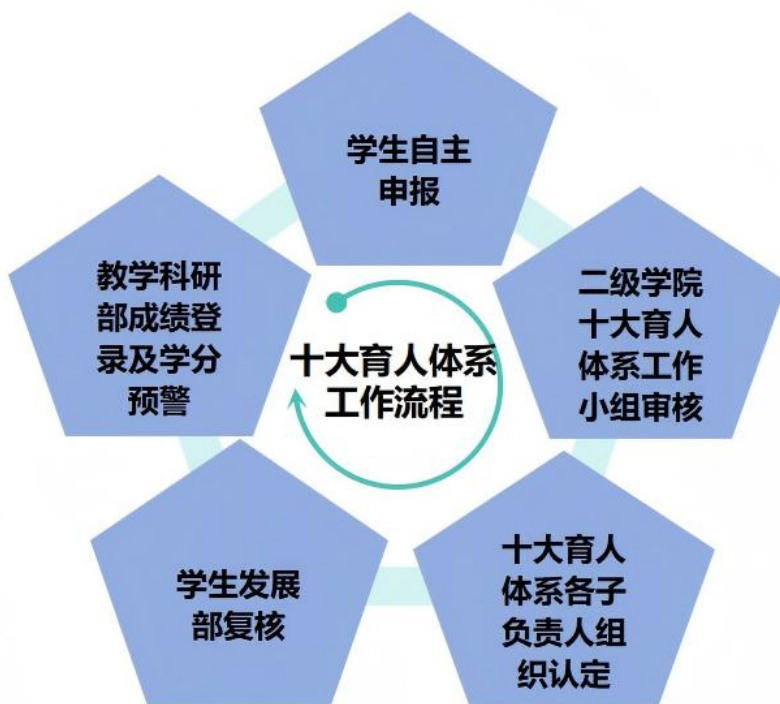 学生自主
申报
二级学院
十大育人
体系工作
小组审核
十大育人
体系各子
负责人组
织认定
学生发展
部复核
教学科研
部成绩登
录及学分
预警
十大育人体系
工作流程